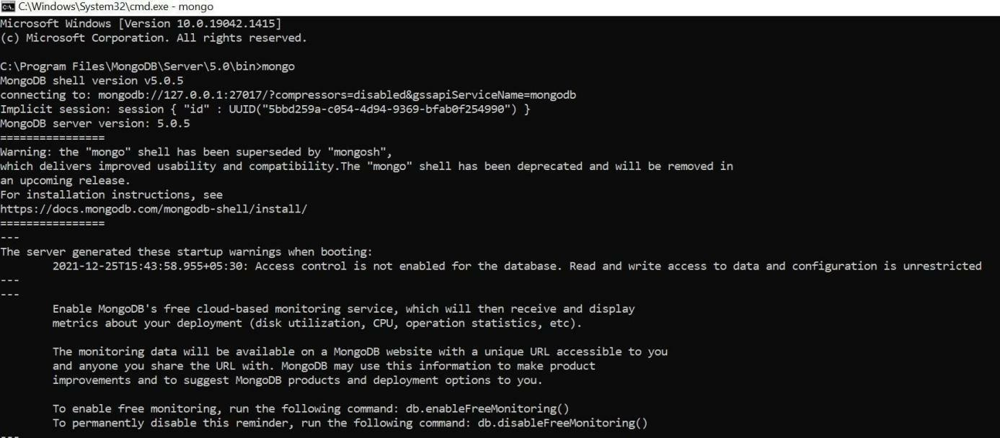 C:\Windows\System32\cmd.exe - mongo
Microsoft Windows [Version 10.0.19042.1415]
(c) Microsoft Corporation. All rights reserved.
C:\Program Files\MongoDB\Server\5.0\bin>mongo
MongoDB shell version v5.0.5
connecting to: mongodb://127.0.0.1:27017/?compressors=disabled&gssapiServiceName=mongodb
Implicit session: session { "id" : UUID("5bbd259a-c054-4d94-9369-bfab0f254990") }
MongoDB server version: 5.0.5
================
Warning: the "mongo" shell has been superseded by "mongosh",
which delivers improved usability and compatibility.The "mongo" shell has been deprecated and will be removed in
an upcoming release.
For installation instructions, see
https://docs.mongodb.com/mongodb-shell/install/
================
---
The server generated these startup warnings when booting:
2021-12-25T15:43:58.955+05:30: Access control is not enabled for the database. Read and write access to data and configuration is unrestricted
---
---
Enable MongoDB's free cloud-based monitoring service, which will then receive and display
metrics about your deployment (disk utilization, CPU, operation statistics, etc).
The monitoring data will be available on a MongoDB website with a unique URL accessible to you
and anyone you share the URL with. MongoDB may use this information to make product
improvements and to suggest MongoDB products and deployment options to you.
To enable free monitoring, run the following command: db.enableFreeMonitoring()
To permanently disable this reminder, run the following command: db.disableFreeMonitoring()
---